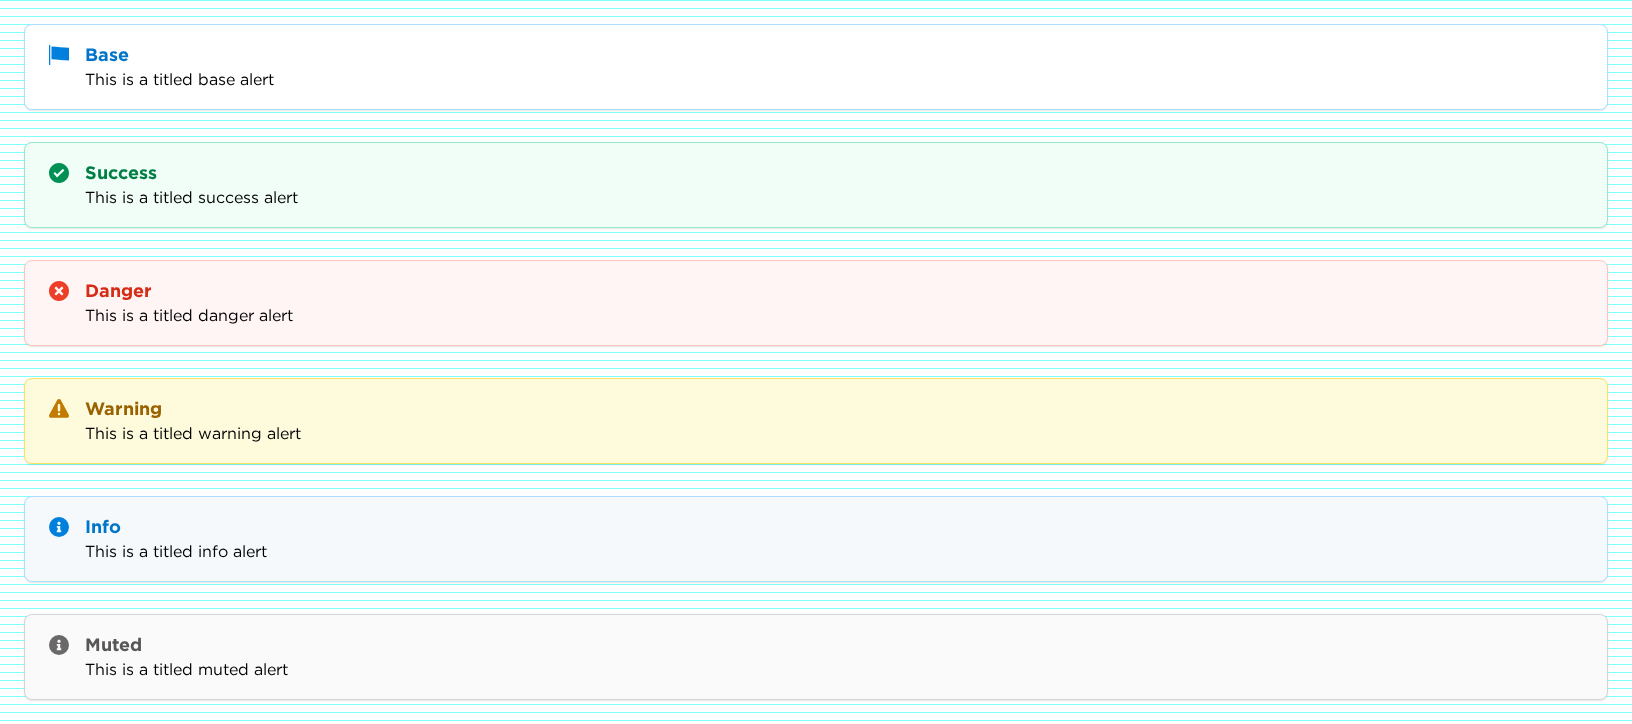 Base
This is a titled base alert
Success
This is a titled success alert
Danger
This is a titled danger alert
Warning
This is a titled warning alert
Info
This is a titled info alert
Muted
This is a titled muted alert